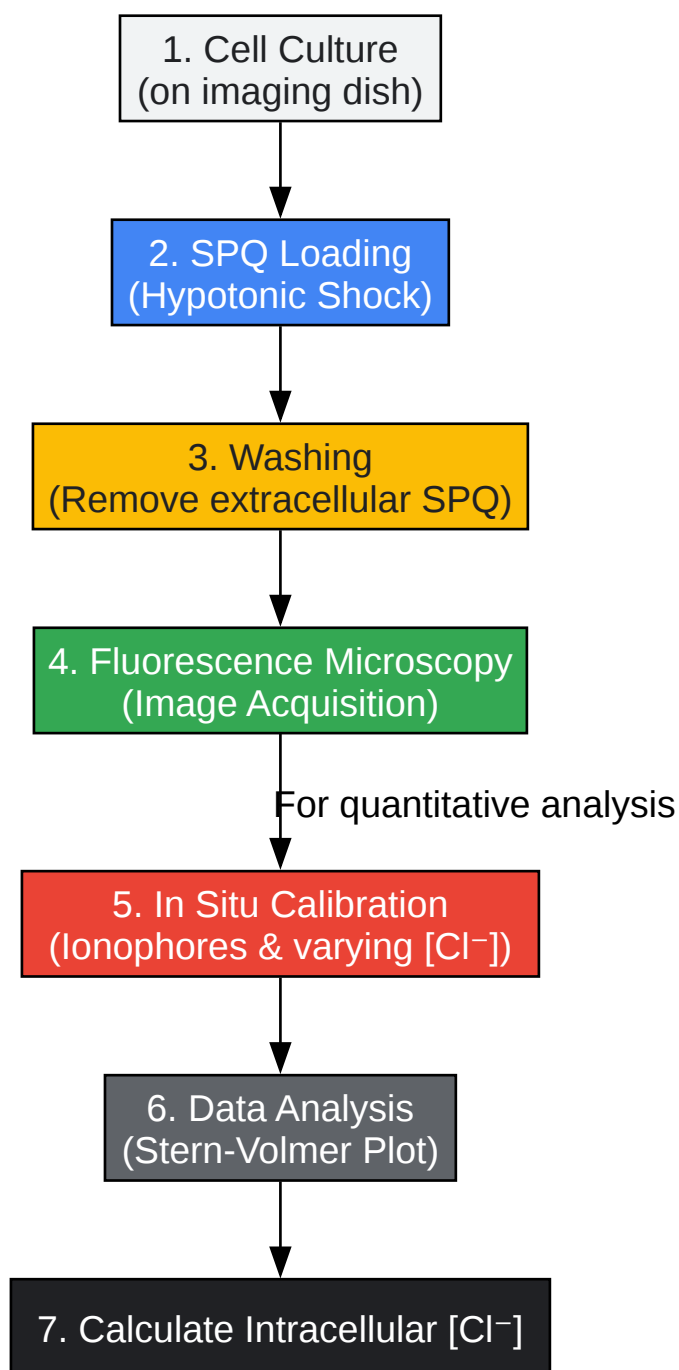 1. Cell Culture
(on imaging dish)
2. SPQ Loading
(Hypotonic Shock)
3. Washing
(Remove extracellular SPQ)
4. Fluorescence Microscopy
(Image Acquisition)
For quantitative analysis
5. In Situ Calibration
(Ionophores & varying [Cl⁻])
6. Data Analysis
(Stern-Volmer Plot)
7. Calculate Intracellular [Cl⁻]